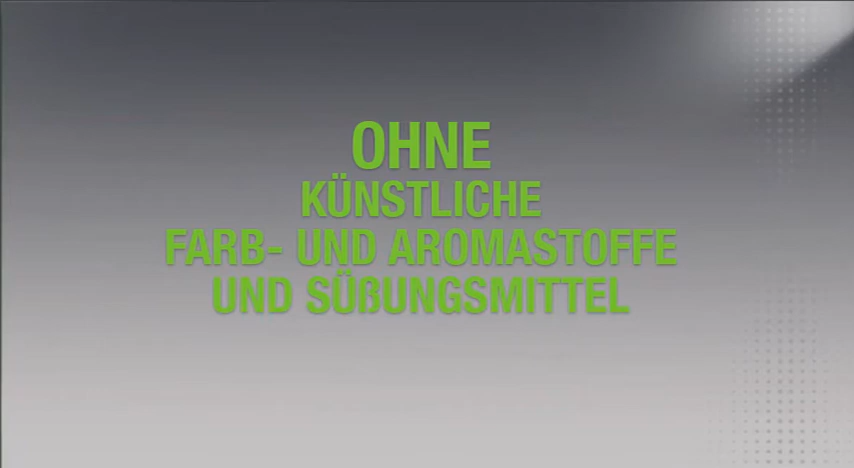 OHNE
KÜNSTLICHE
FARB- UND AROMASTOFFE
UND SÜßUNGSMITTEL